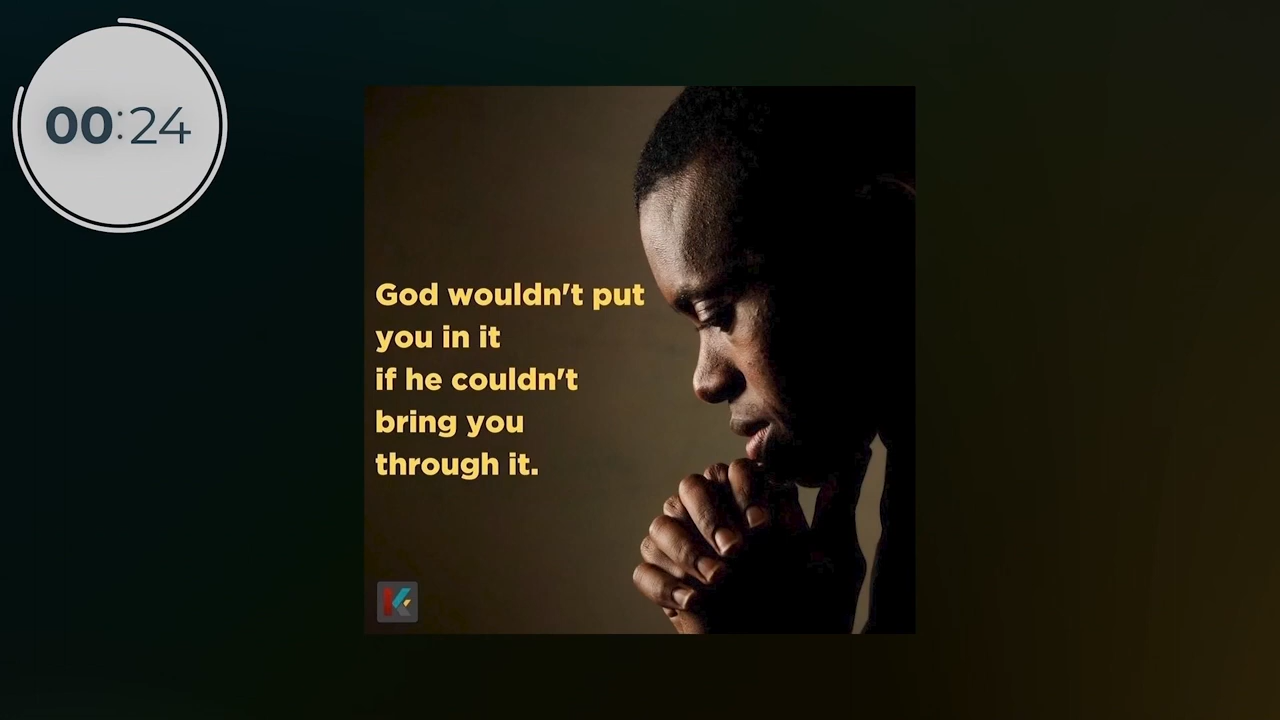 00:24
God wouldn't put
you in it
if he couldn't
bring you
through it.